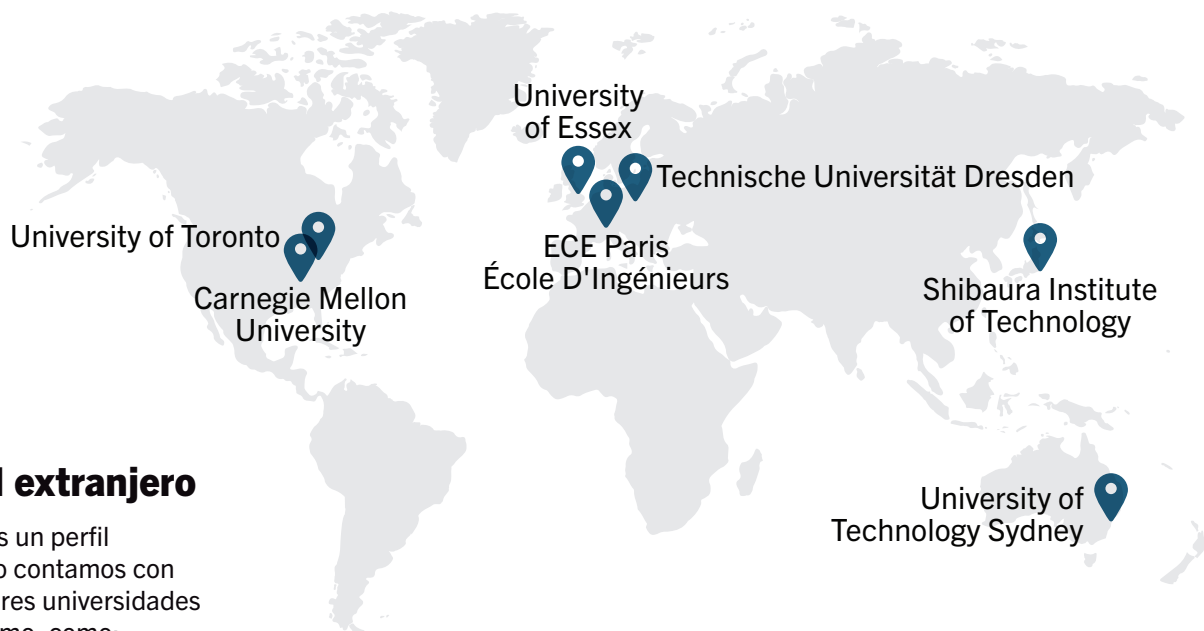 University
of Essex
Technische Universität Dresden
University of Toronto
ECE Paris
École D'Ingénieurs
Carnegie Mellon
University
Shibaura Institute
of Technology
University of
Technology Sydney
extranjero
s un perfil
o contamos con
res universidades